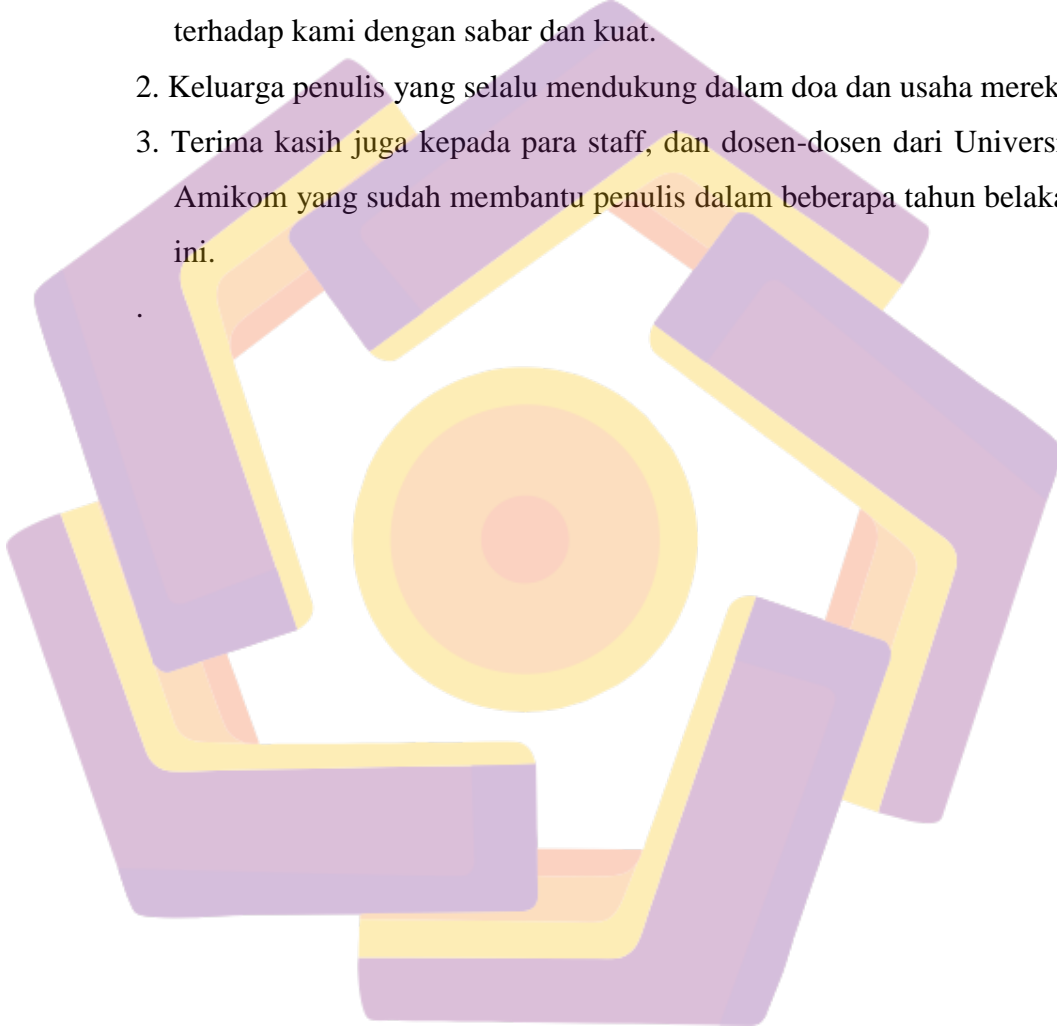 terhadap kami dengan sabar dan kuat.
2. Keluarga penulis yang selalu mendukung dalam doa dan usaha merek
3. Terima kasih juga kepada para staff, dan dosen-dosen dari Univers
Amikom yang sudah membantu penulis dalam beberapa tahun belaka
ini.
.